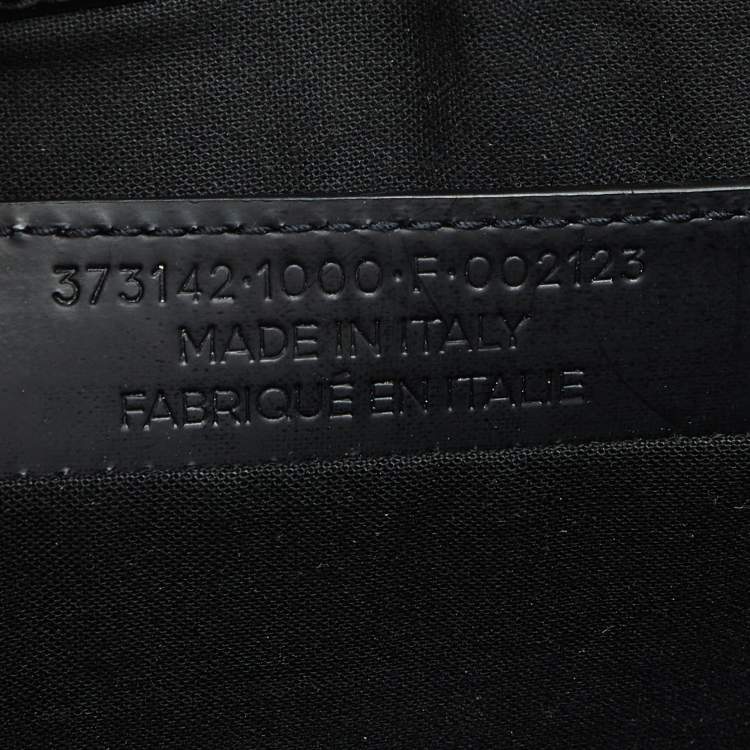 373142·1000·F·002123
MADE IN ITALY
FABRIQUÉ EN ITALIE